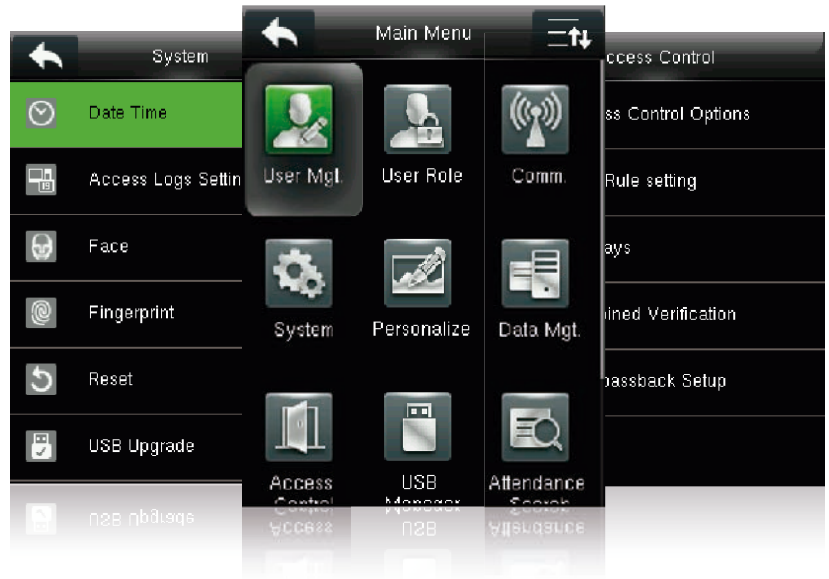 System
Date Time
Access Logs Settin
Face
Fingerprint
Reset
USB Upgrade
Main Menu
User Mgt.
User Role
Comm.
System
Personalize
Data Mgt.
Access
Control
USB
Manager
Attendance
Search
ccess Control
ss Control Options
Rule setting
ays
ined Verification
passback Setup